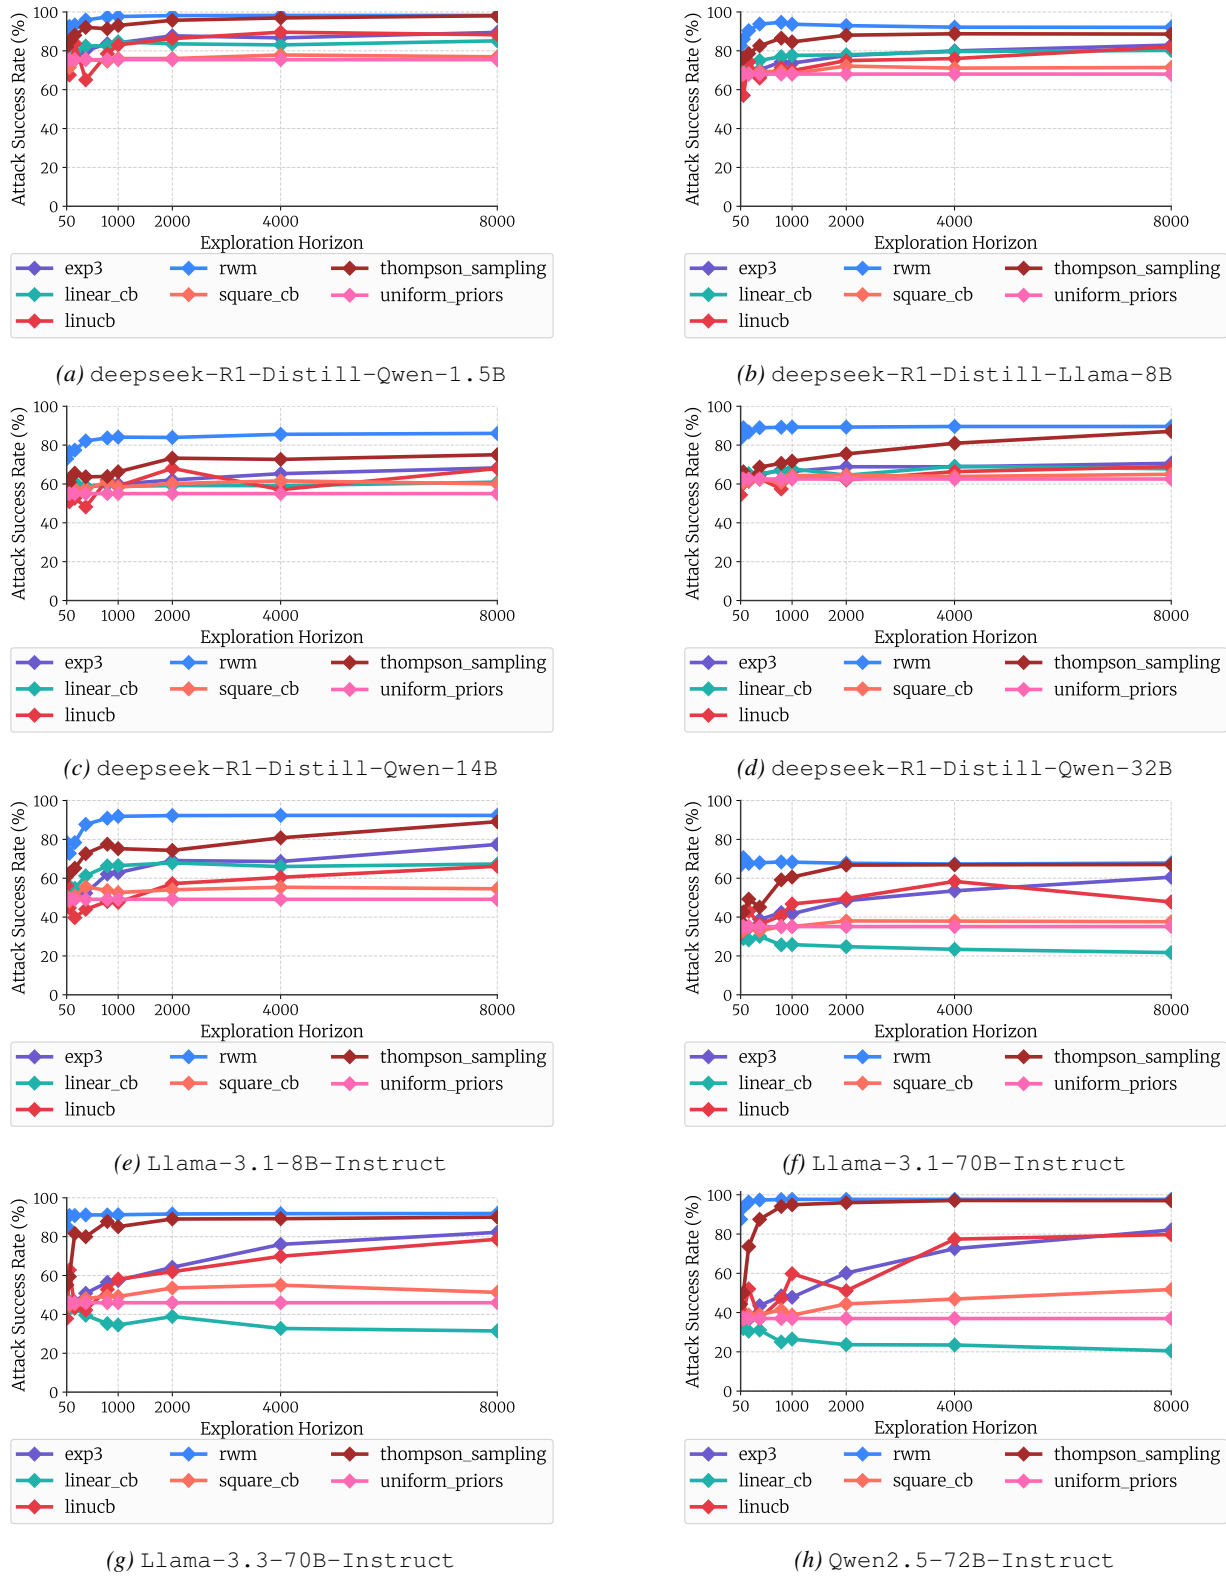 Attack Success Rate (%)
100
80
60
40
20
0
50 1000 2000 4000 8000
Exploration Horizon
exp3 rwm thompson_sampling
linear_cb square_cb uniform_priors
linucb
(a) deepseek-R1-Distill-Qwen-1.5B
Attack Success Rate (%)
100
80
60
40
20
0
50 1000 2000 4000 8000
Exploration Horizon
exp3 rwm thompson_sampling
linear_cb square_cb uniform_priors
linucb
(b) deepseek-R1-Distill-Llama-8B
Attack Success Rate (%)
100
80
60
40
20
0
50 1000 2000 4000 8000
Exploration Horizon
exp3 rwm thompson_sampling
linear_cb square_cb uniform_priors
linucb
(c) deepseek-R1-Distill-Qwen-14B
Attack Success Rate (%)
100
80
60
40
20
0
50 1000 2000 4000 8000
Exploration Horizon
exp3 rwm thompson_sampling
linear_cb square_cb uniform_priors
linucb
(d) deepseek-R1-Distill-Qwen-32B
Attack Success Rate (%)
100
80
60
40
20
0
50 1000 2000 4000 8000
Exploration Horizon
exp3 rwm thompson_sampling
linear_cb square_cb uniform_priors
linucb
(e) Llama-3.1-8B-Instruct
Attack Success Rate (%)
100
80
60
40
20
0
50 1000 2000 4000 8000
Exploration Horizon
exp3 rwm thompson_sampling
linear_cb square_cb uniform_priors
linucb
(f) Llama-3.1-70B-Instruct
Attack Success Rate (%)
100
80
60
40
20
0
50 1000 2000 4000 8000
Exploration Horizon
exp3 rwm thompson_sampling
linear_cb square_cb uniform_priors
linucb
(g) Llama-3.3-70B-Instruct
Attack Success Rate (%)
100
80
60
40
20
0
50 1000 2000 4000 8000
Exploration Horizon
exp3 rwm thompson_sampling
linear_cb square_cb uniform_priors
linucb
(h) Qwen2.5-72B-Instruct